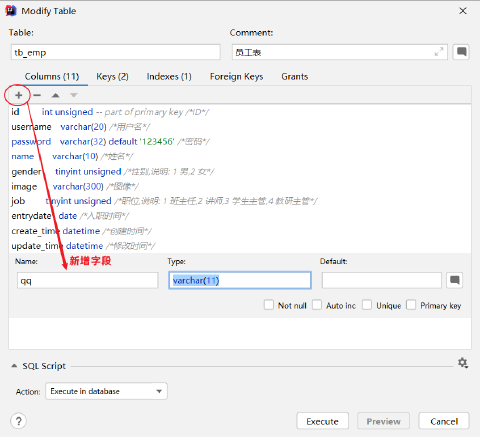 Modify Table
Table:
Comment:
tb_emp
员工表
Columns (11)
Keys (2)
Indexes (1)
Foreign Keys
Grants
id int unsigned -- part of primary key /*ID*/
username varchar(20) /*用户名*/
password varchar(32) default '123456' /*密码*/
name varchar(10) /*姓名*/
gender tinyint unsigned /*性别,说明: 1 男,2 女*/
image varchar(300) /*图像*/
job tinyint unsigned /*职位,说明: 1 班主任,2 讲师,3 学生主管,4 教研主管*/
entrydate date /*入职时间*/
create_time datetime /*创建时间*/
update_time datetime /*修改时间*/
新增字段
Name:
Type:
Default:
qq
varchar(11)
Not null
Auto inc
Unique
Primary key
SQL Script
Action:
Execute in database
?
Execute
Preview
Cancel